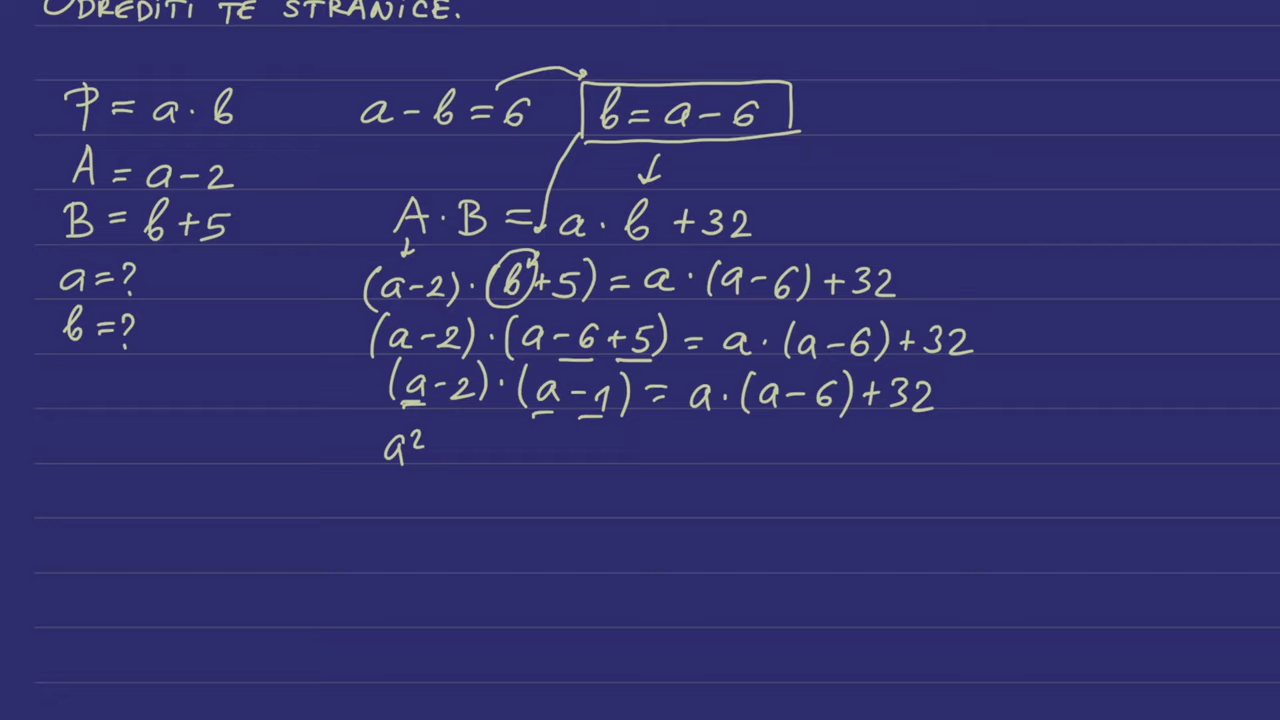 ODREDITI TE STRANICE.
P = a · b a - b = 6 b = a - 6
A = a - 2
B = b + 5 A · B = a · b + 32
a = ? (a-2) · (b+5) = a · (a-6) + 32
b = ? (a-2) · (a-6+5) = a · (a-6) + 32
(a-2) · (a-1) = a · (a-6) + 32
a²